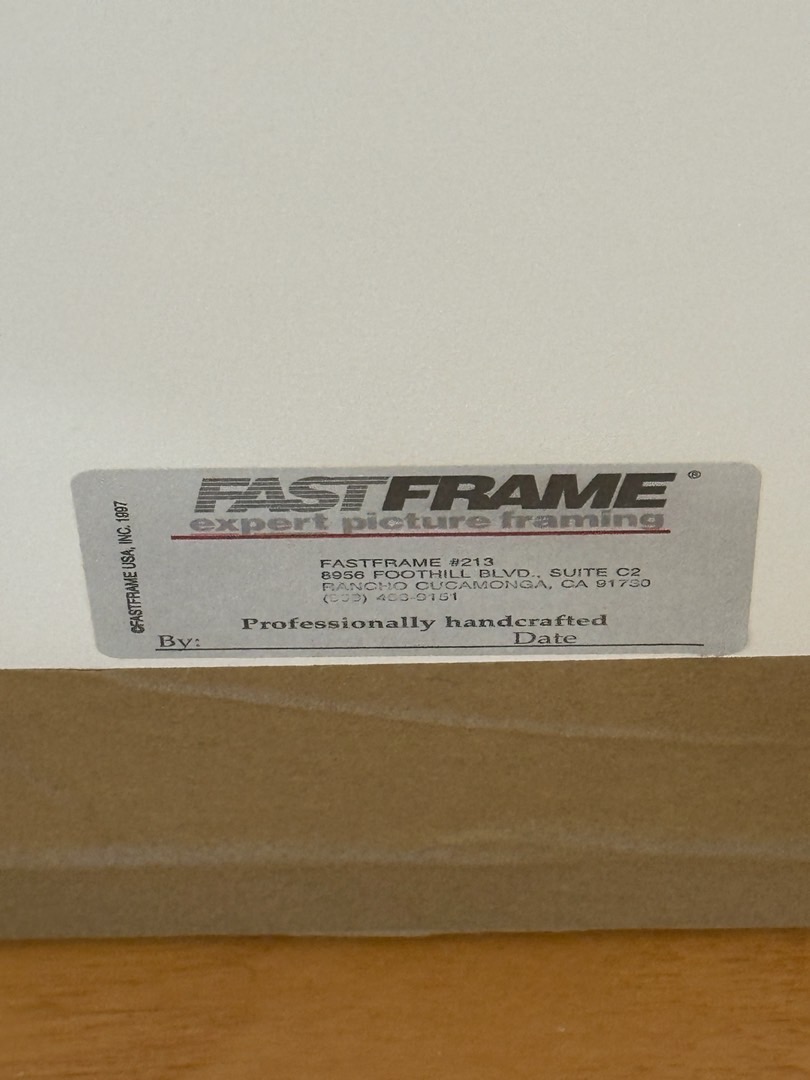 FASTFRAME®
expert picture framing
©FASTFRAME USA, INC. 1997
FASTFRAME #213
8956 FOOTHILL BLVD., SUITE C2
RANCHO CUCAMONGA, CA 91730
Professionally handcrafted
By: Date